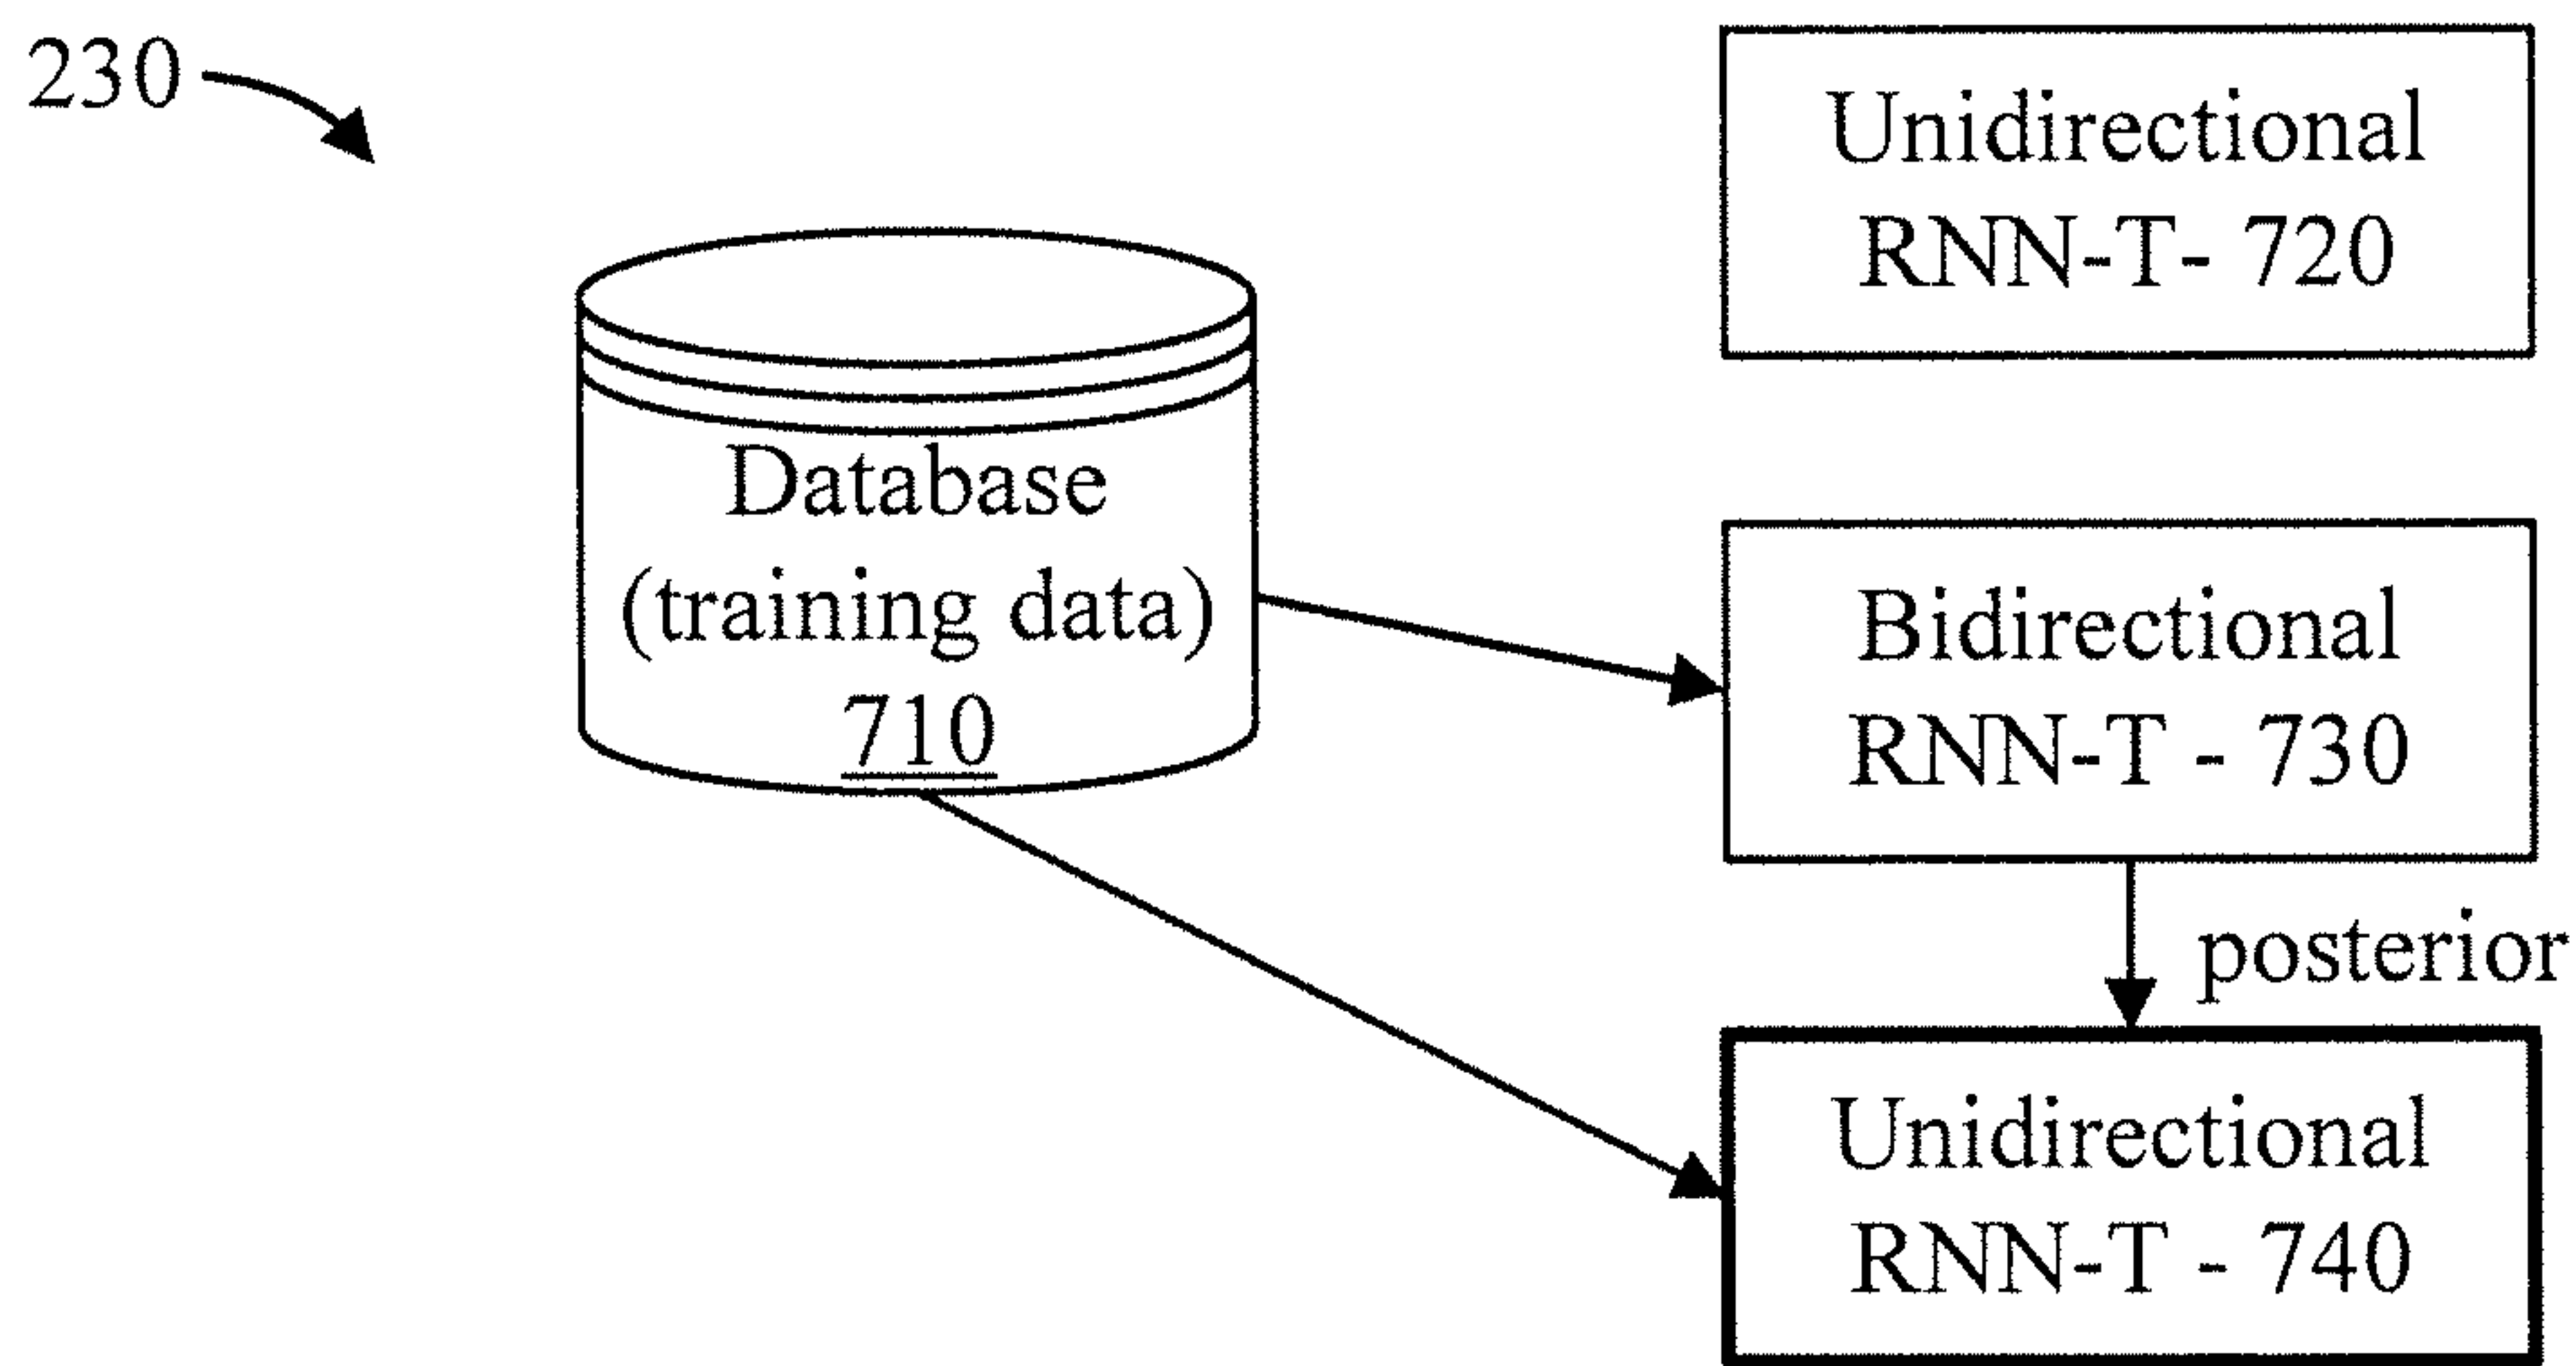 230
Unidirectional
RNN-T- 720
Database
(training data)
710
Bidirectional
RNN-T - 730
posterior
Unidirectional
RNN-T - 740